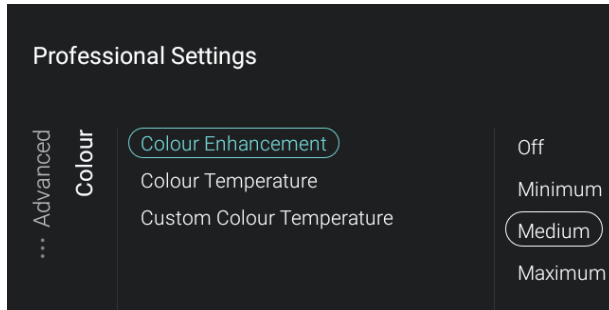 Professional Settings
... Advanced
Colour
Colour Enhancement
Colour Temperature
Custom Colour Temperature
Off
Minimum
Medium
Maximum